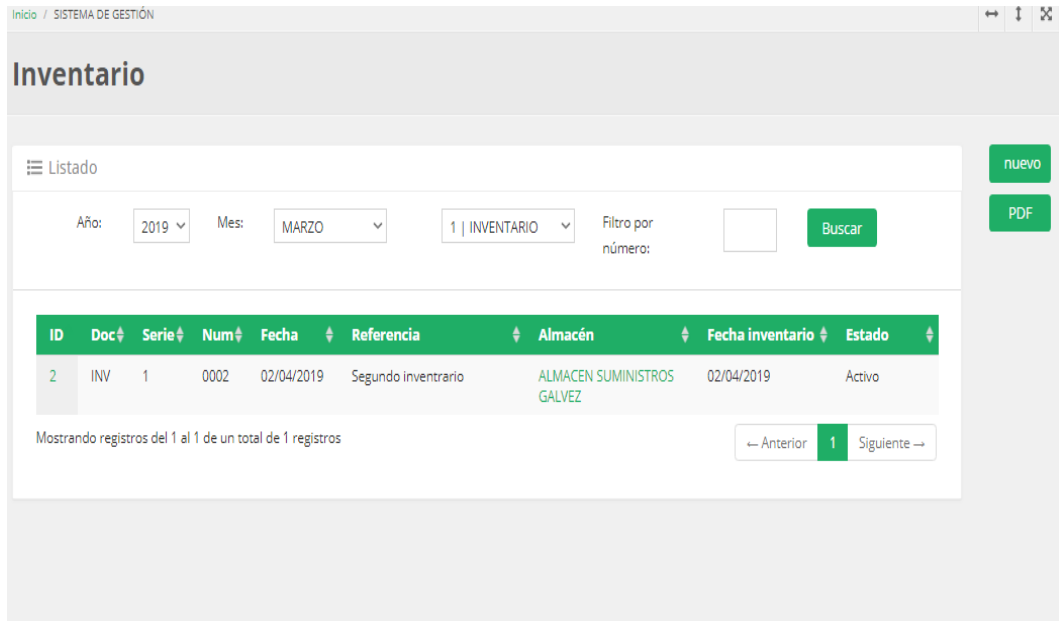 Inicio / SISTEMA DE GESTIÓN
Inventario
Listado
nuevo
PDF
Año: 2019 Mes: MARZO 1 | INVENTARIO Filtro por número: Buscar
ID Doc Serie Num Fecha Referencia Almacén Fecha inventario Estado
2 INV 1 0002 02/04/2019 Segundo inventrario ALMACEN SUMINISTROS GALVEZ 02/04/2019 Activo
Mostrando registros del 1 al 1 de un total de 1 registros
← Anterior 1 Siguiente →